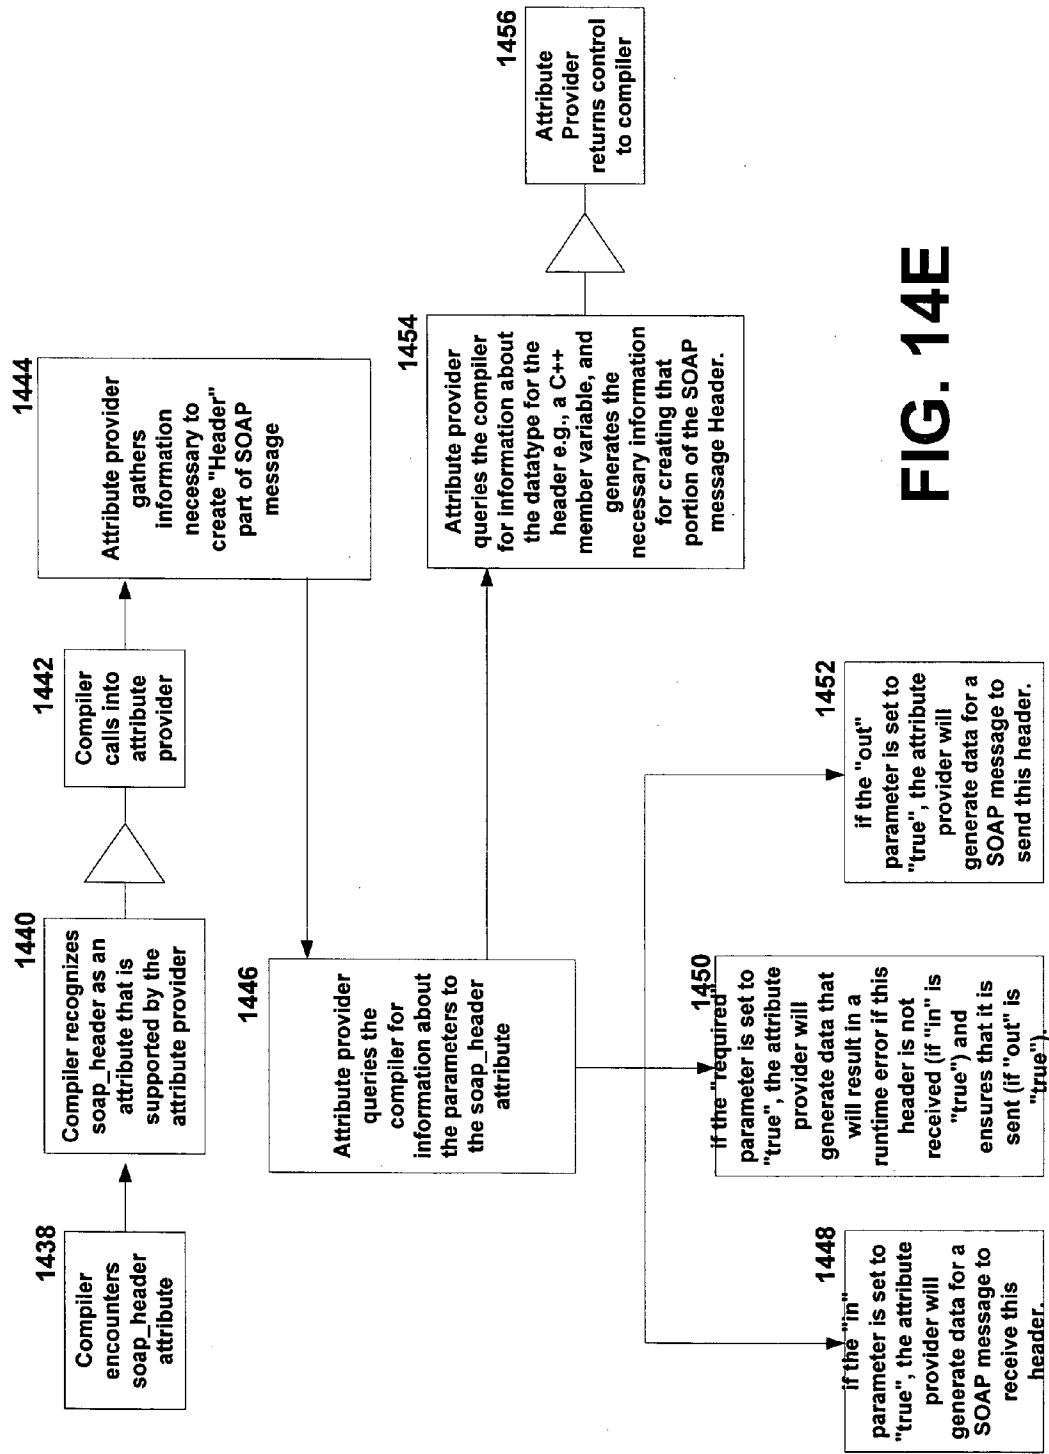 1438
Compiler
encounters
soap_header
attribute
1440
Compiler recognizes
soap_header as an
attribute that is
supported by the
attribute provider
1442
Compiler
calls into
attribute
provider
1444
Attribute provider
gathers
information
necessary to
create "Header"
part of SOAP
message
1446
Attribute provider
queries the
compiler for
information about
the parameters to
the soap_header
attribute
1448
if the "in"
parameter is set to
"true", the attribute
provider will
generate data for a
SOAP message to
receive this
header.
1450
if the "required"
parameter is set to
"true", the attribute
provider will
generate data that
will result in a
runtime error if this
header is not
received (if "in" is
"true") and
ensures that it is
sent (if "out" is
"true").
1452
if the "out"
parameter is set to
"true", the attribute
provider will
generate data for a
SOAP message to
send this header.
1454
Attribute provider
queries the compiler
for information about
the datatype for the
header e.g., a C++
member variable, and
generates the
necessary information
for creating that
portion of the SOAP
message Header.
1456
Attribute
Provider
returns control
to compiler
FIG. 14E